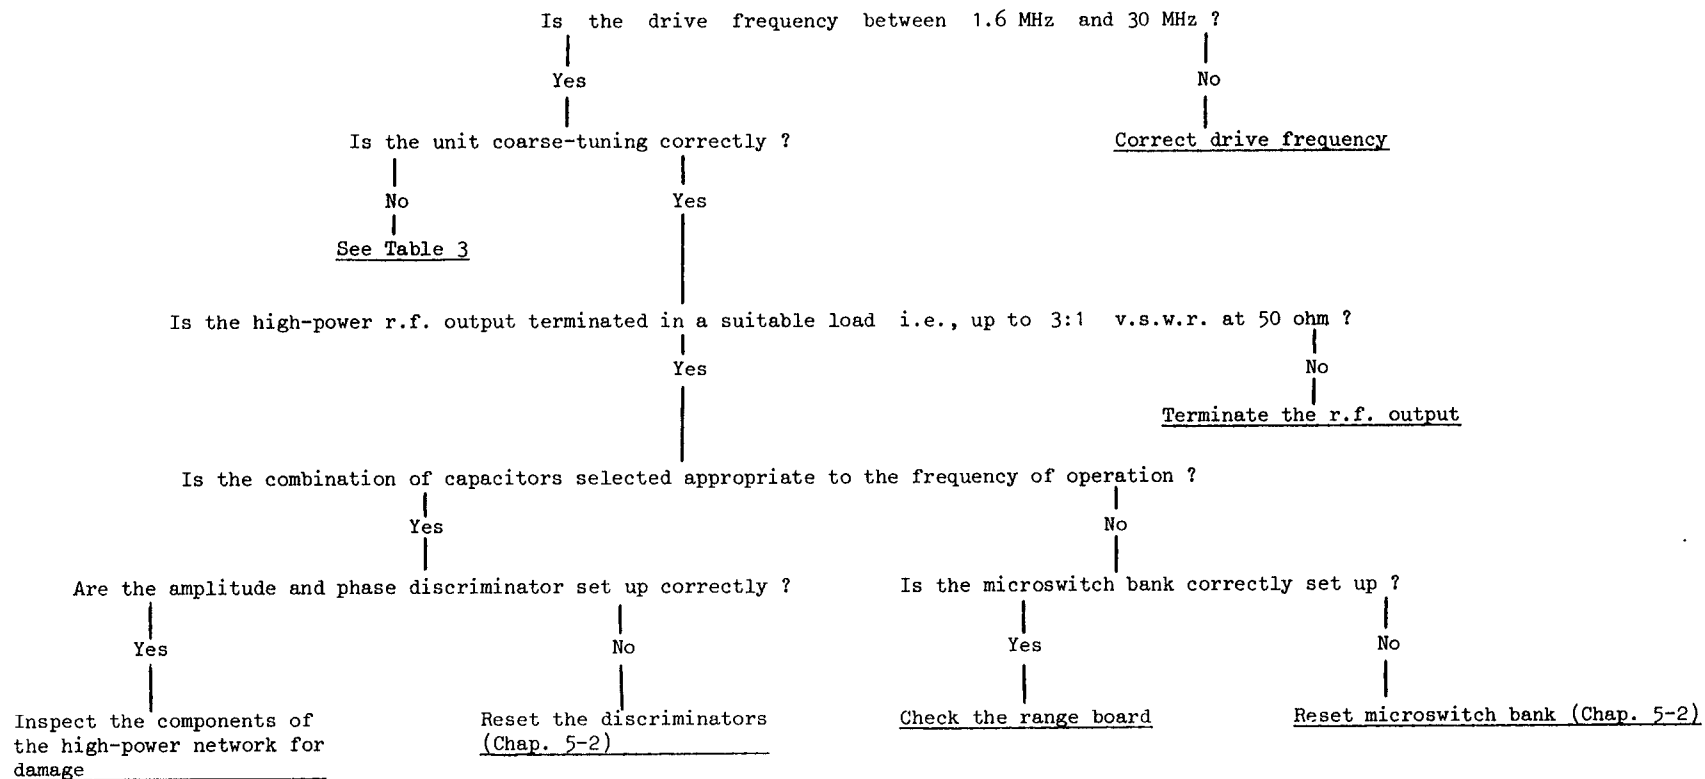 Is the drive frequency between 1.6 MHz and 30 MHz ?
Yes
No
Is the unit coarse-tuning correctly ?
Correct drive frequency
No
Yes
See Table 3
Is the high-power r.f. output terminated in a suitable load i.e., up to 3:1 v.s.w.r. at 50 ohm ?
Yes
No
Terminate the r.f. output
Is the combination of capacitors selected appropriate to the frequency of operation ?
Yes
No
Are the amplitude and phase discriminator set up correctly ?
Is the microswitch bank correctly set up ?
Yes
No
Yes
No
Inspect the components of
the high-power network for
damage
Reset the discriminators
(Chap. 5-2)
Check the range board
Reset microswitch bank (Chap. 5-2)